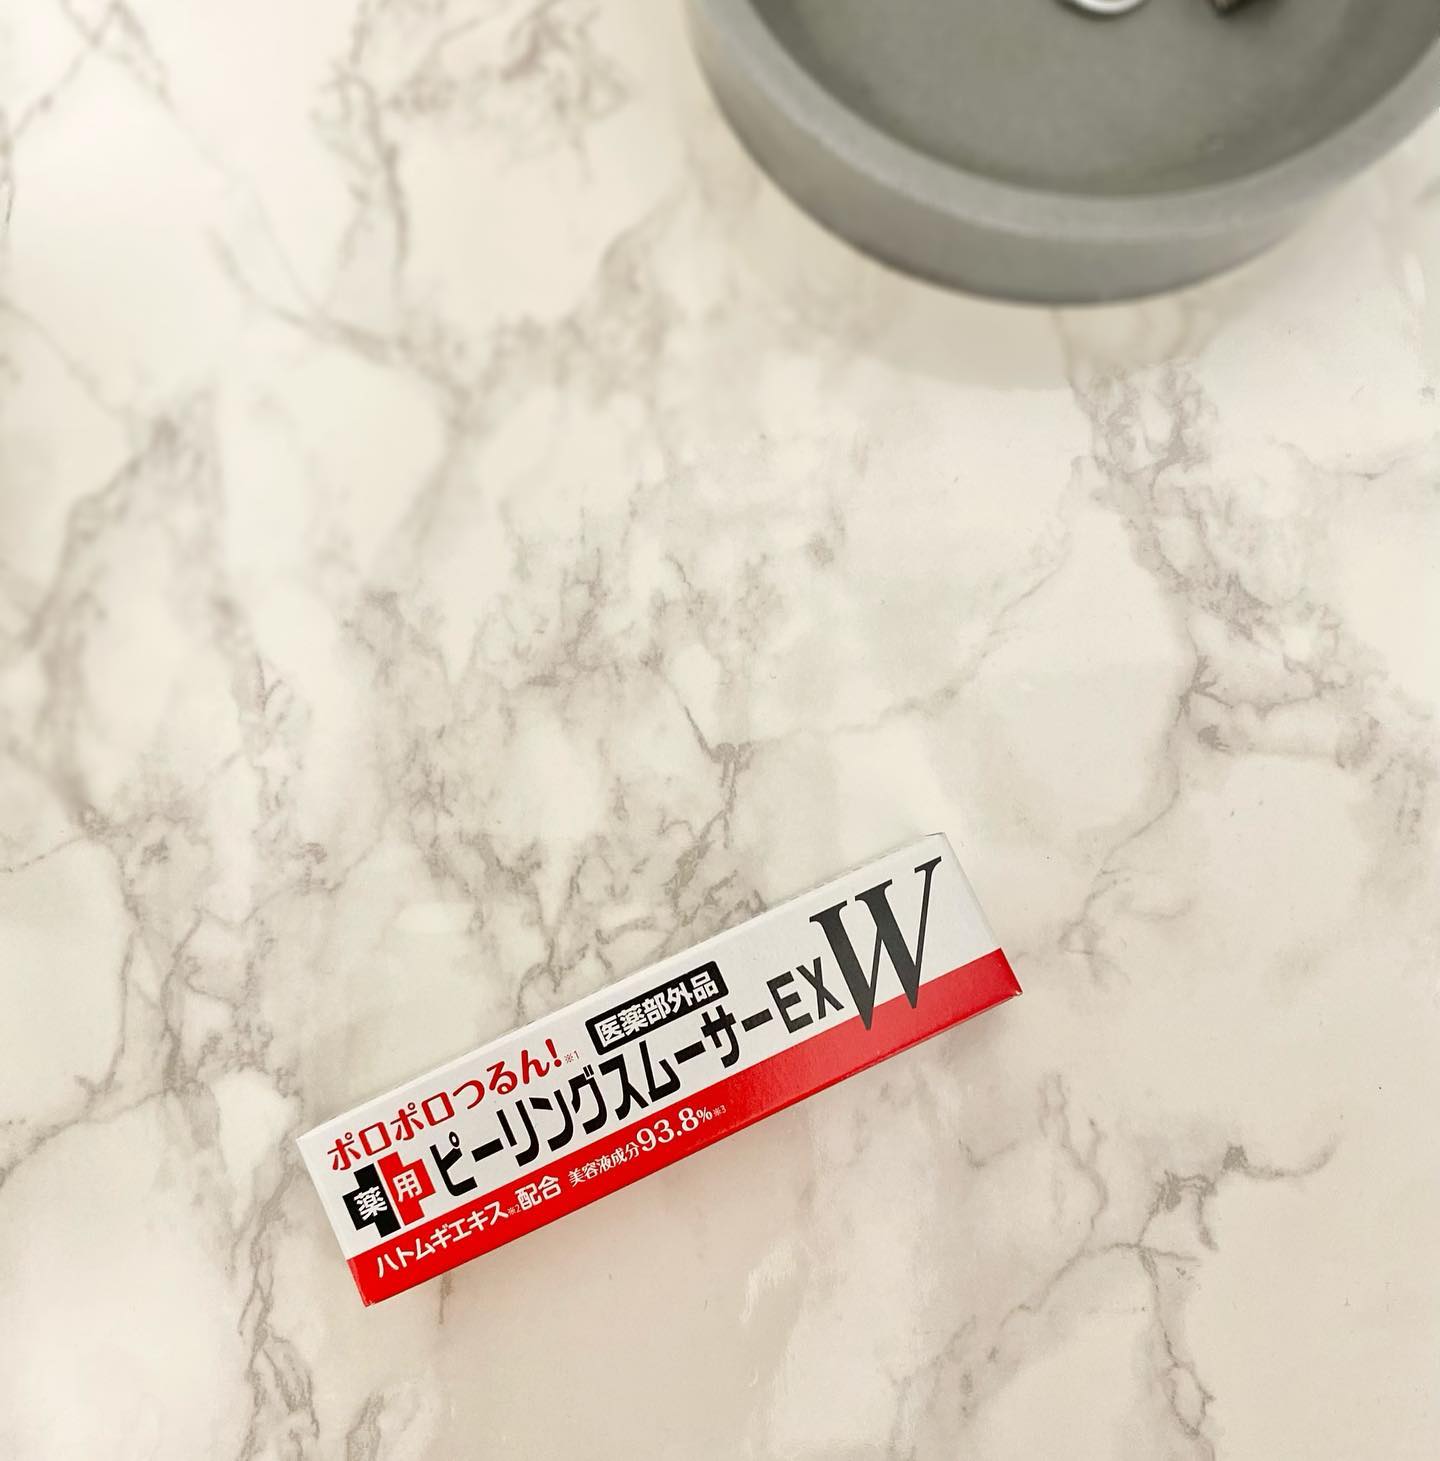 ポロポロつるん!※1
医薬部外品
薬用
ピーリングスムーサーEXW
ハトムギエキス※2配合 美容液成分93.8%※3